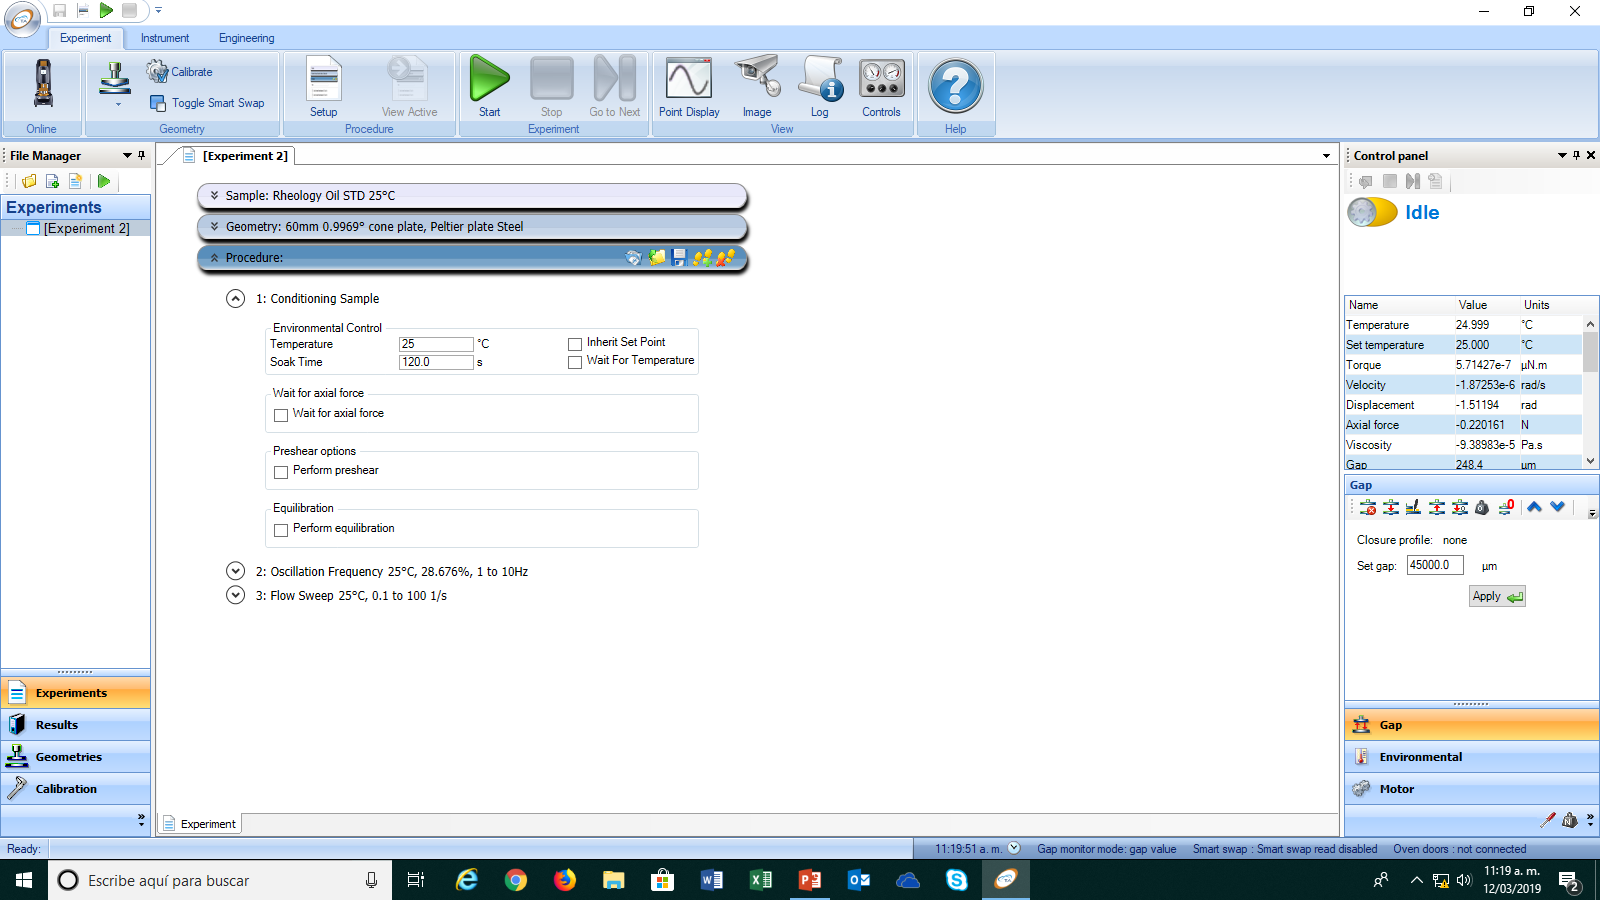 Experiment Instrument Engineering
Online
Calibrate
Toggle Smart Swap
Geometry
Setup
View Active
Procedure
Start
Stop
Go to Next
Experiment
Point Display
Image
Log
Controls
View
Help
File Manager
Experiments
[Experiment 2]
Experiments
Results
Geometries
Calibration
[Experiment 2]
Sample: Rheology Oil STD 25°C
Geometry: 60mm 0.9969° cone plate, Peltier plate Steel
Procedure:
1: Conditioning Sample
Environmental Control
Temperature 25 °C Inherit Set Point
Soak Time 120.0 s Wait For Temperature
Wait for axial force
Wait for axial force
Preshear options
Perform preshear
Equilibration
Perform equilibration
2: Oscillation Frequency 25°C, 28.676%, 1 to 10Hz
3: Flow Sweep 25°C, 0.1 to 100 1/s
Experiment
Control panel
Idle
Name Value Units
Temperature 24.999 °C
Set temperature 25.000 °C
Torque 5.71427e-7 µN.m
Velocity -1.87253e-6 rad/s
Displacement -1.51194 rad
Axial force -0.220161 N
Viscosity -9.38983e-5 Pa.s
Gap 248.4 µm
Gap
Closure profile: none
Set gap: 45000.0 µm
Apply
Gap
Environmental
Motor
Ready: 11:19:51 a. m. Gap monitor mode: gap value Smart swap : Smart swap read disabled Oven doors : not connected
Escribe aquí para buscar
11:19 a. m.
12/03/2019
2